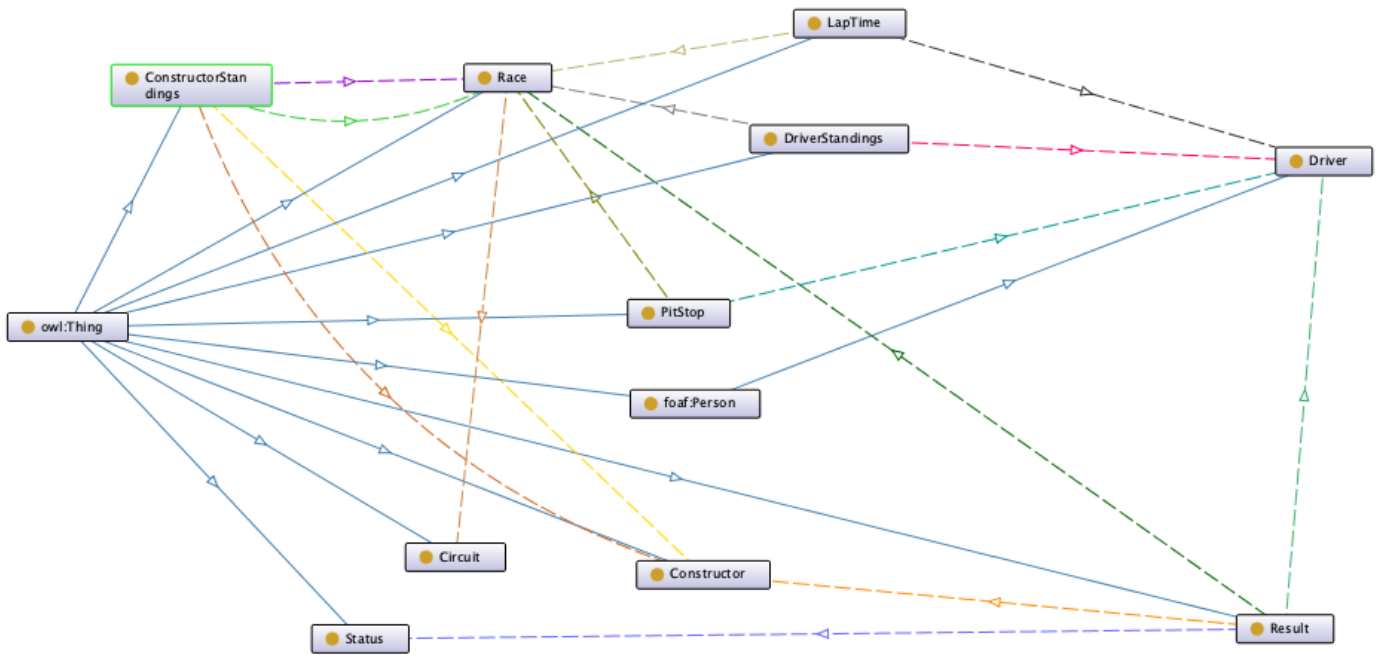 LapTime
ConstructorStan
dings
Race
DriverStandings
Driver
owl:Thing
PitStop
foaf:Person
Circuit
Constructor
Status
Result